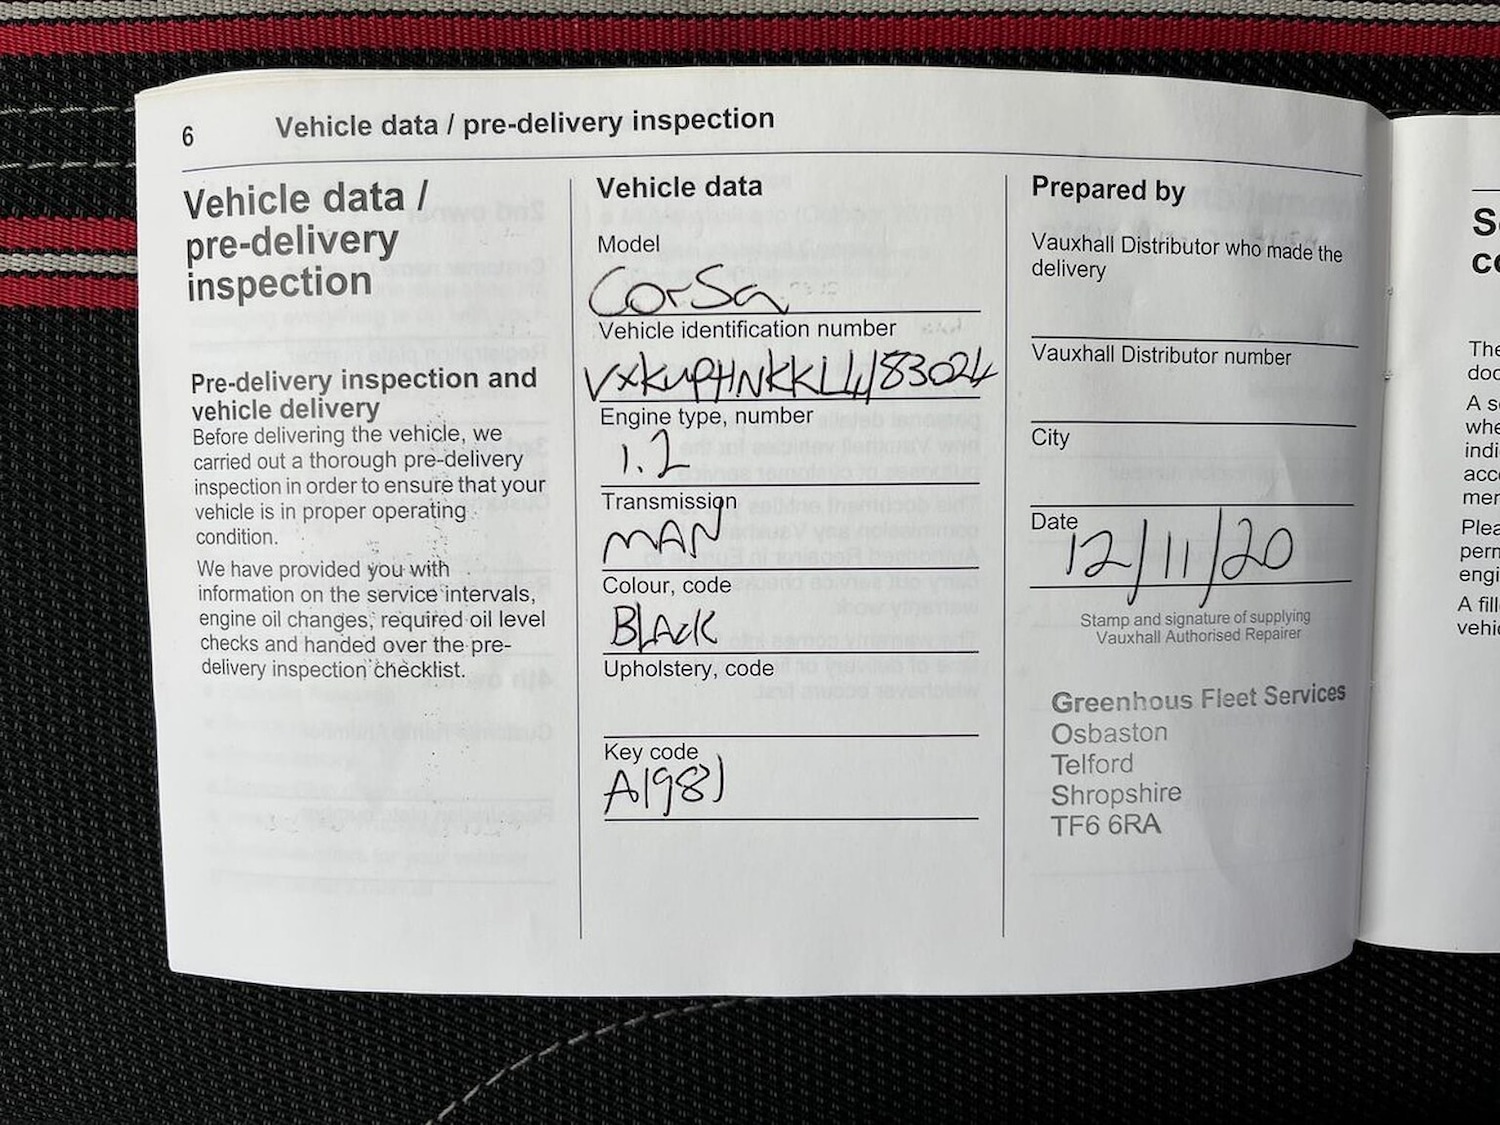 6
Vehicle data / pre-delivery inspection
Vehicle data /
pre-delivery
inspection
Pre-delivery inspection and
vehicle delivery
Before delivering the vehicle, we
carried out a thorough pre-delivery
inspection in order to ensure that your
vehicle is in proper operating
condition.
We have provided you with
information on the service intervals,
engine oil changes, required oil level
checks and handed over the pre-
delivery inspection checklist.
Vehicle data
Model
Corsa
Vehicle identification number
VXKUPHNKKL4183024
Engine type, number
1.2
Transmission
MAN
Colour, code
BLACK
Upholstery, code
Key code
A1981
Prepared by
Vauxhall Distributor who made the
delivery
Vauxhall Distributor number
City
Date
12/11/20
Stamp and signature of supplying
Vauxhall Authorised Repairer
Greenhous Fleet Services
Osbaston
Telford
Shropshire
TF6 6RA
The
A
Plea
A fill